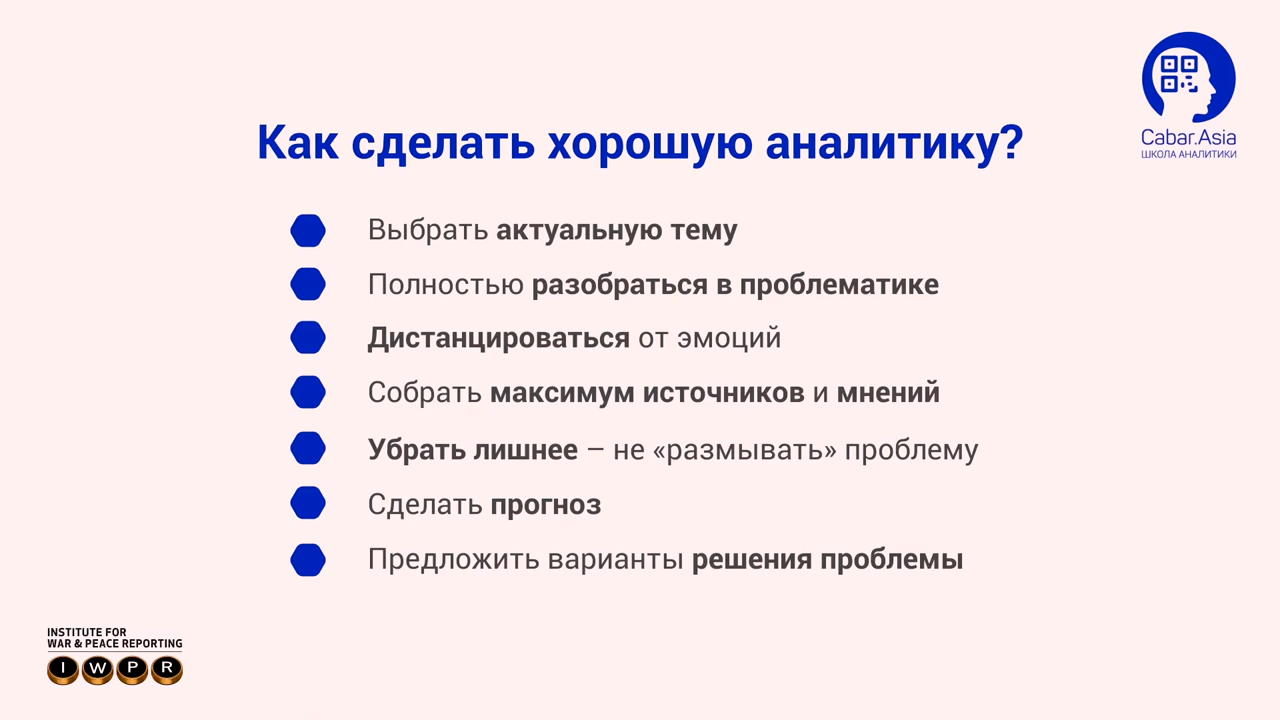 Cabar.Asia
ШКОЛА АНАЛИТИКИ
Как сделать хорошую аналитику?
Выбрать актуальную тему
Полностью разобраться в проблематике
Дистанцироваться от эмоций
Собрать максимум источников и мнений
Убрать лишнее – не «размывать» проблему
Сделать прогноз
Предложить варианты решения проблемы
INSTITUTE FOR
WAR & PEACE REPORTING
I W P R